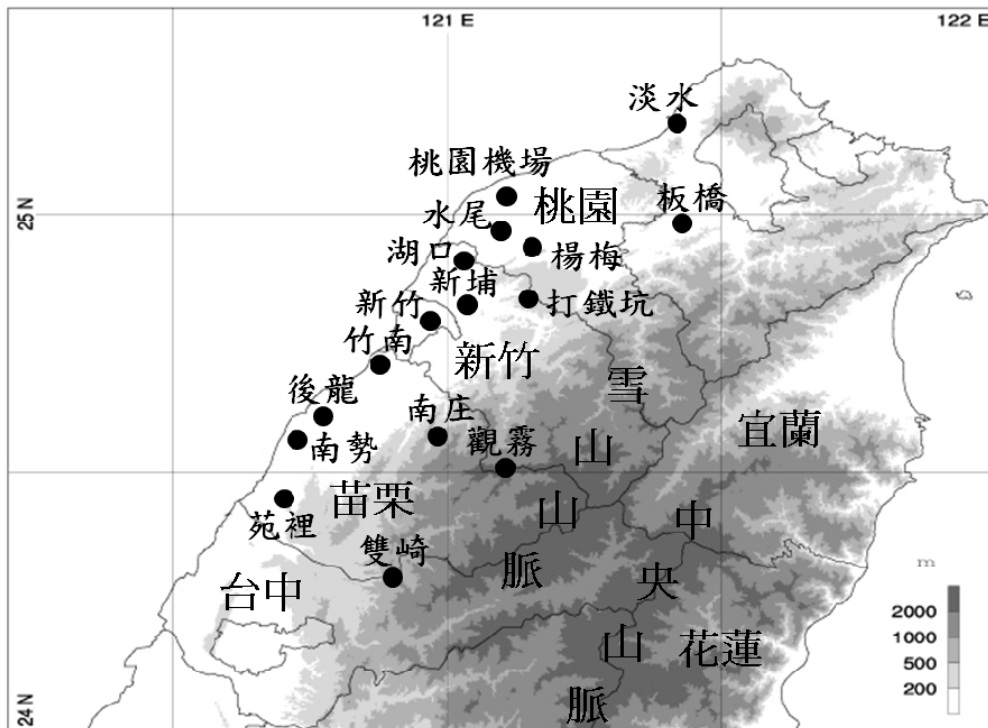 121 E
122 E
淡水
桃園機場
桃園
板橋
25 N
水尾
湖口
楊梅
新埔
打鐵坑
新竹
竹南
新竹
雪
後龍
南庄
宜蘭
觀霧
山
南勢
苗栗
山
中
苑裡
雙崎
脈
央
台中
m
2000
1000
500
200
山
花蓮
脈
24 N